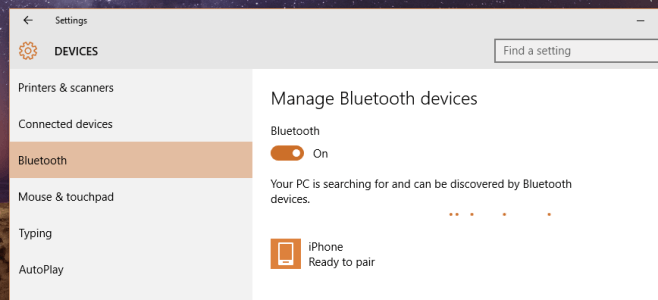 Settings
DEVICES
Find a setting
Printers & scanners
Connected devices
Bluetooth
Mouse & touchpad
Typing
AutoPlay
Manage Bluetooth devices
Bluetooth
On
Your PC is searching for and can be discovered by Bluetooth
devices.
iPhone
Ready to pair